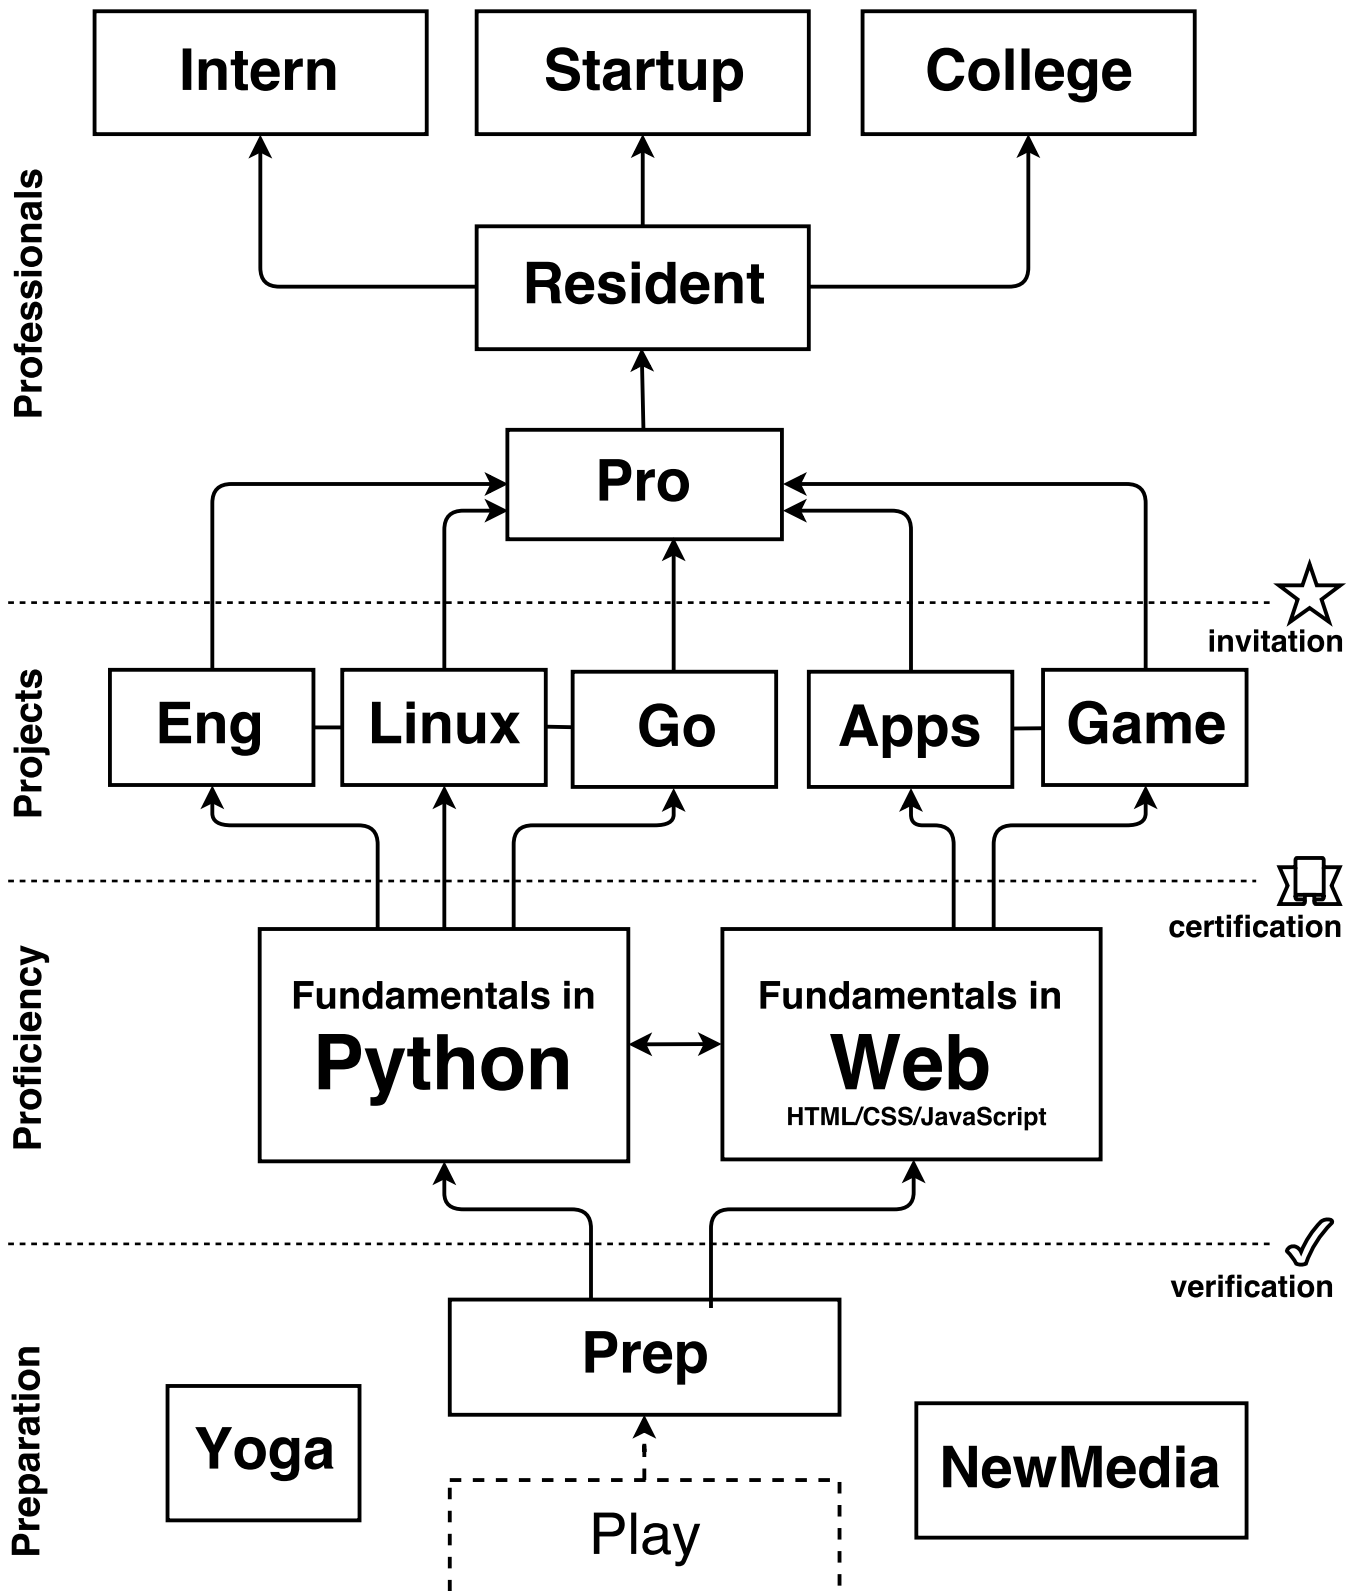 Intern
Startup
College
Professionals
Resident
Pro
invitation
Projects
Eng
Linux
Go
Apps
Game
certification
Proficiency
Fundamentals in
Python
Fundamentals in
Web
HTML/CSS/JavaScript
verification
Preparation
Prep
Yoga
NewMedia
Play